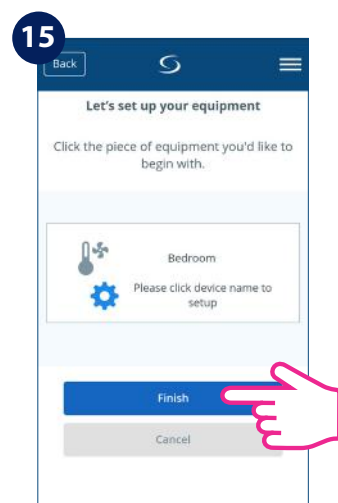 15
Back
Let's set up your equipment
Click the piece of equipment you'd like to
begin with.
Bedroom
Please click device name to
setup
Finish
Cancel